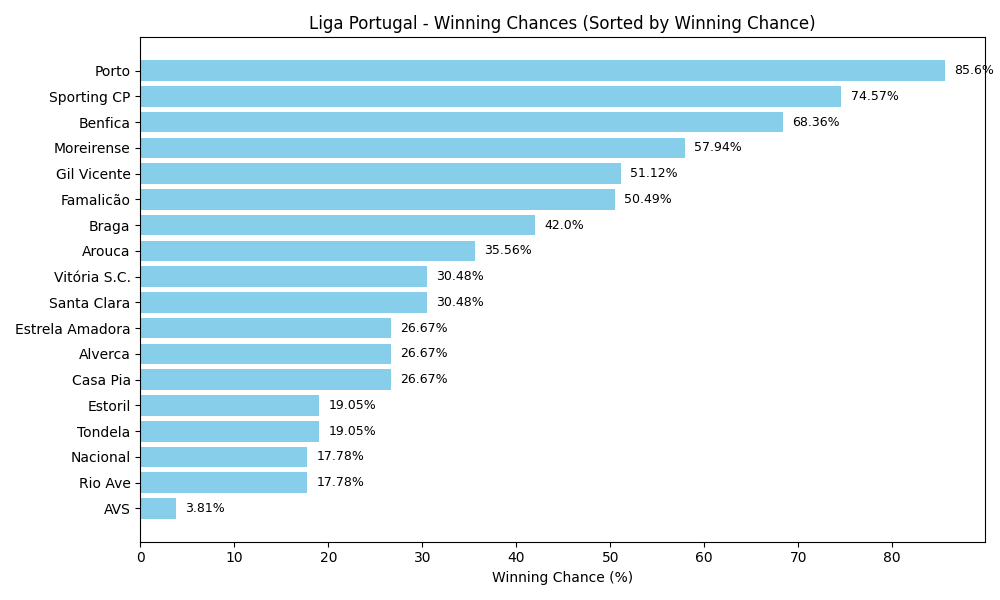 Liga Portugal - Winning Chances (Sorted by Winning Chance)
Porto 85.6%
Sporting CP 74.57%
Benfica 68.36%
Moreirense 57.94%
Gil Vicente 51.12%
Famalicão 50.49%
Braga 42.0%
Arouca 35.56%
Vitória S.C. 30.48%
Santa Clara 30.48%
Estrela Amadora 26.67%
Alverca 26.67%
Casa Pia 26.67%
Estoril 19.05%
Tondela 19.05%
Nacional 17.78%
Rio Ave 17.78%
AVS 3.81%
0 10 20 30 40 50 60 70 80
Winning Chance (%)